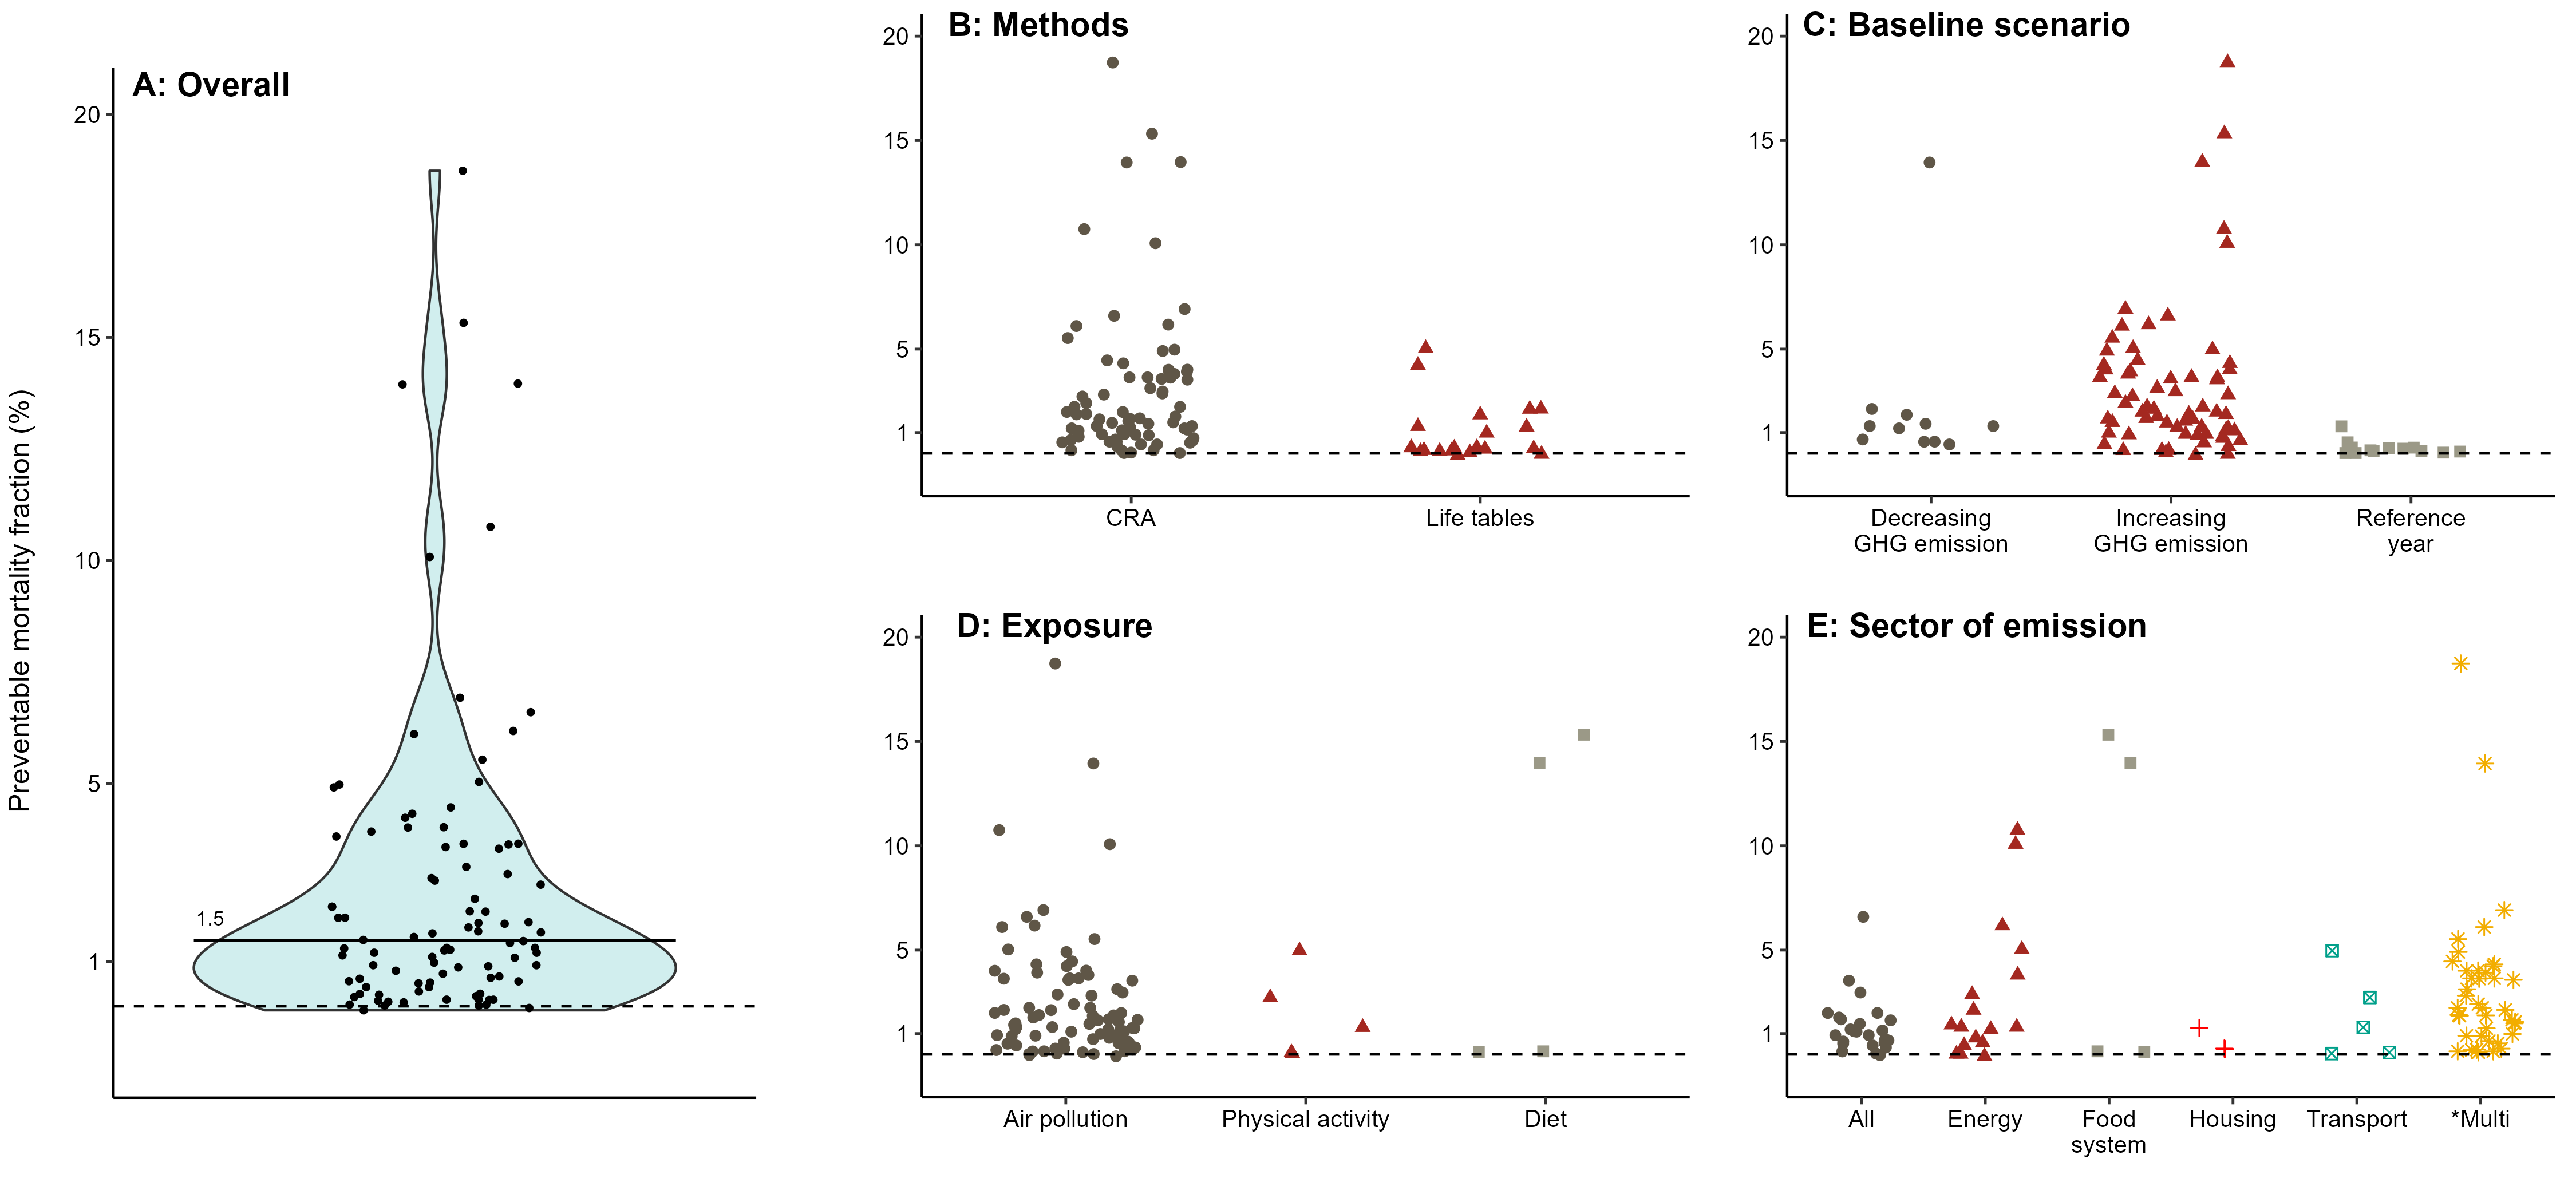 Preventable mortality fraction (%)
A: Overall
20
15
10
5
1
1.5
B: Methods
20
15
10
5
1
CRA
Life tables
C: Baseline scenario
20
15
10
5
1
Decreasing
GHG emission
Increasing
GHG emission
Reference
year
D: Exposure
20
15
10
5
1
Air pollution
Physical activity
Diet
E: Sector of emission
20
15
10
5
1
All
Energy
Food
system
Housing
Transport
*Multi